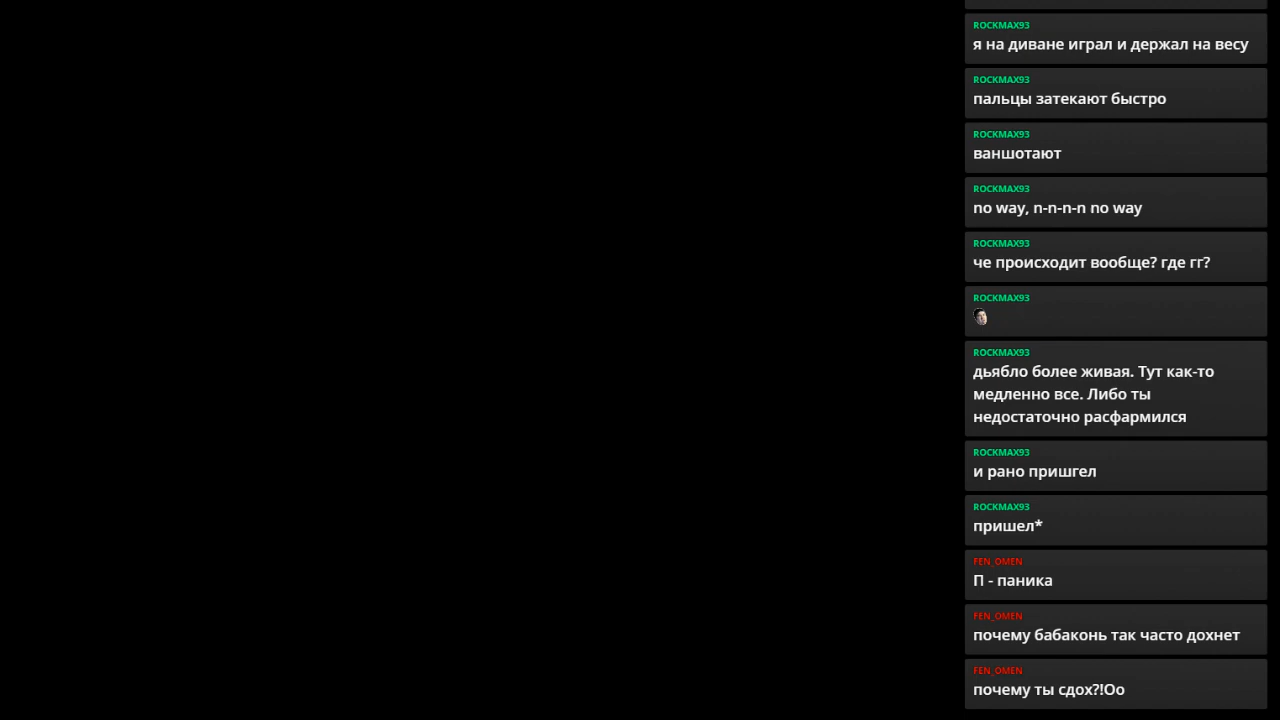 ROCKMAX93
я на диване играл и держал на весу
ROCKMAX93
пальцы затекают быстро
ROCKMAX93
ваншотают
ROCKMAX93
no way, n-n-n-n no way
ROCKMAX93
че происходит вообще? где гг?
ROCKMAX93
ROCKMAX93
дьябло более живая. Тут как-то
медленно все. Либо ты
недостаточно расфармился
ROCKMAX93
и рано пришгел
ROCKMAX93
пришел*
FEN_OMEN
П - паника
FEN_OMEN
почему бабаконь так часто дохнет
FEN_OMEN
почему ты сдох?!Оо